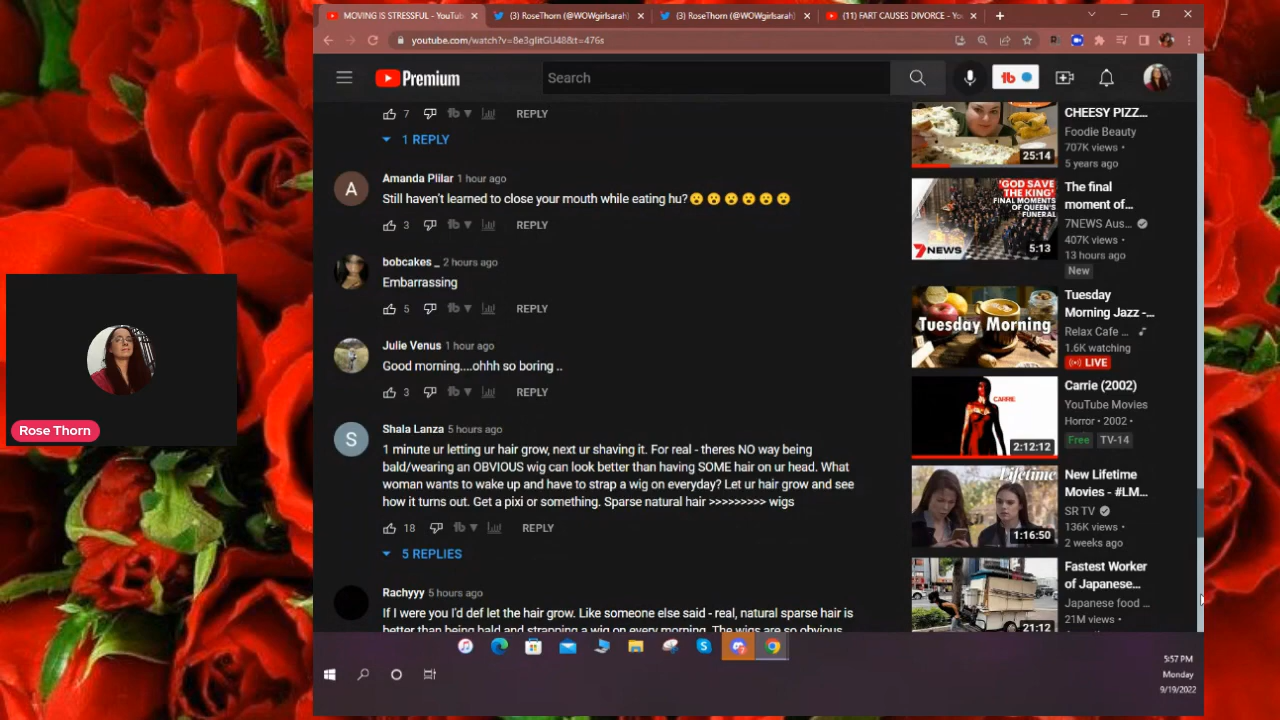 MOVING IS STRESSFUL - YouTu
(3) RoseThorn (@WOWgirlsarah)
(3) RoseThorn (@WOWgirlsarah)
(11) FART CAUSES DIVORCE - Yo
youtube.com/watch?v=8e3glitGU48&t=476s
Premium
Search
7
REPLY
1 REPLY
Amanda Plilar 1 hour ago
Still haven't learned to close your mouth while eating hu?😮😮😮😮😮😮
3
REPLY
bobcakes _ 2 hours ago
Embarrassing
5
REPLY
Julie Venus 1 hour ago
Good morning....ohhh so boring ..
3
REPLY
Shala Lanza 5 hours ago
1 minute ur letting ur hair grow, next ur shaving it. For real - theres NO way being
bald/wearing an OBVIOUS wig can look better than having SOME hair on ur head. What
woman wants to wake up and have to strap a wig on everyday? Let ur hair grow and see
how it turns out. Get a pixi or something. Sparse natural hair >>>>>>>>> wigs
18
REPLY
5 REPLIES
Rachyyy 5 hours ago
If I were you I'd def let the hair grow. Like someone else said - real, natural sparse hair is
better than being bald and strapping a wig on every morning. The wigs are so obvious
CHEESY PIZZ...
Foodie Beauty
707K views •
5 years ago
25:14
'GOD SAVE
THE KING'
FINAL MOMENTS
OF QUEEN'S
FUNERAL
7NEWS
5:13
The final
moment of...
7NEWS Aus...
407K views •
13 hours ago
New
Tuesday Morning
Tuesday
Morning Jazz -...
Relax Cafe ...
1.6K watching
LIVE
CARRIE
2:12:12
Carrie (2002)
YouTube Movies
Horror • 2002 •
Free TV-14
Lifetime
1:16:50
New Lifetime
Movies - #LM...
SR TV
136K views •
2 weeks ago
21:12
Fastest Worker
of Japanese...
Japanese food ...
21M views •
Rose Thorn
5:57 PM
Monday
9/19/2022